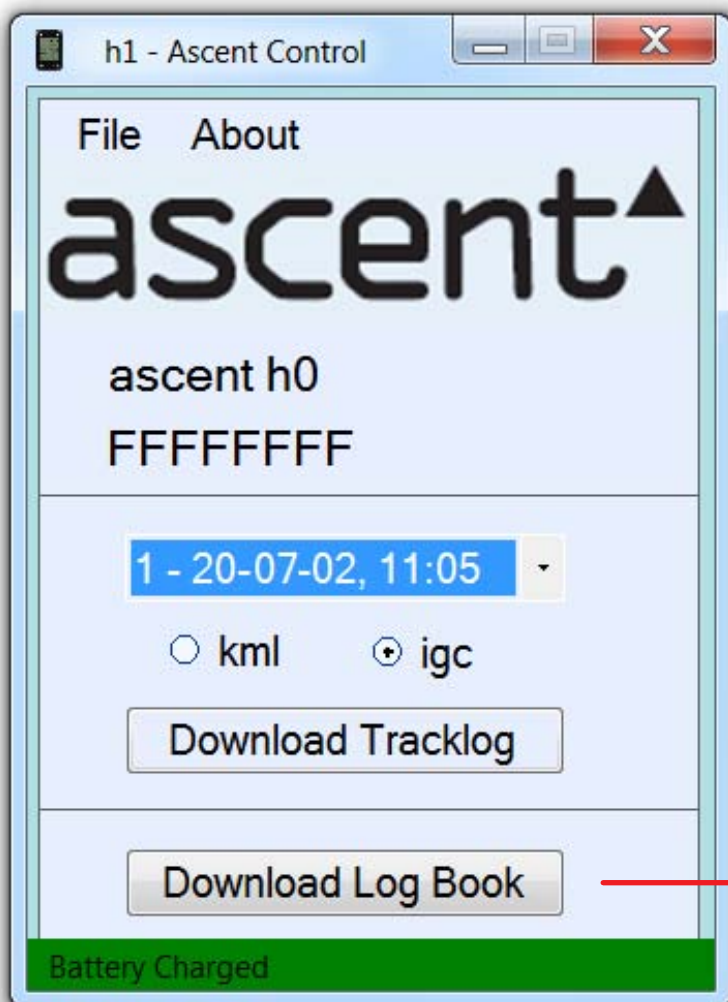 h1 - Ascent Control
File About
ascent
ascent h0
FFFFFFFF
1 - 20-07-02, 11:05
kml igc
Download Tracklog
Download Log Book
Battery Charged